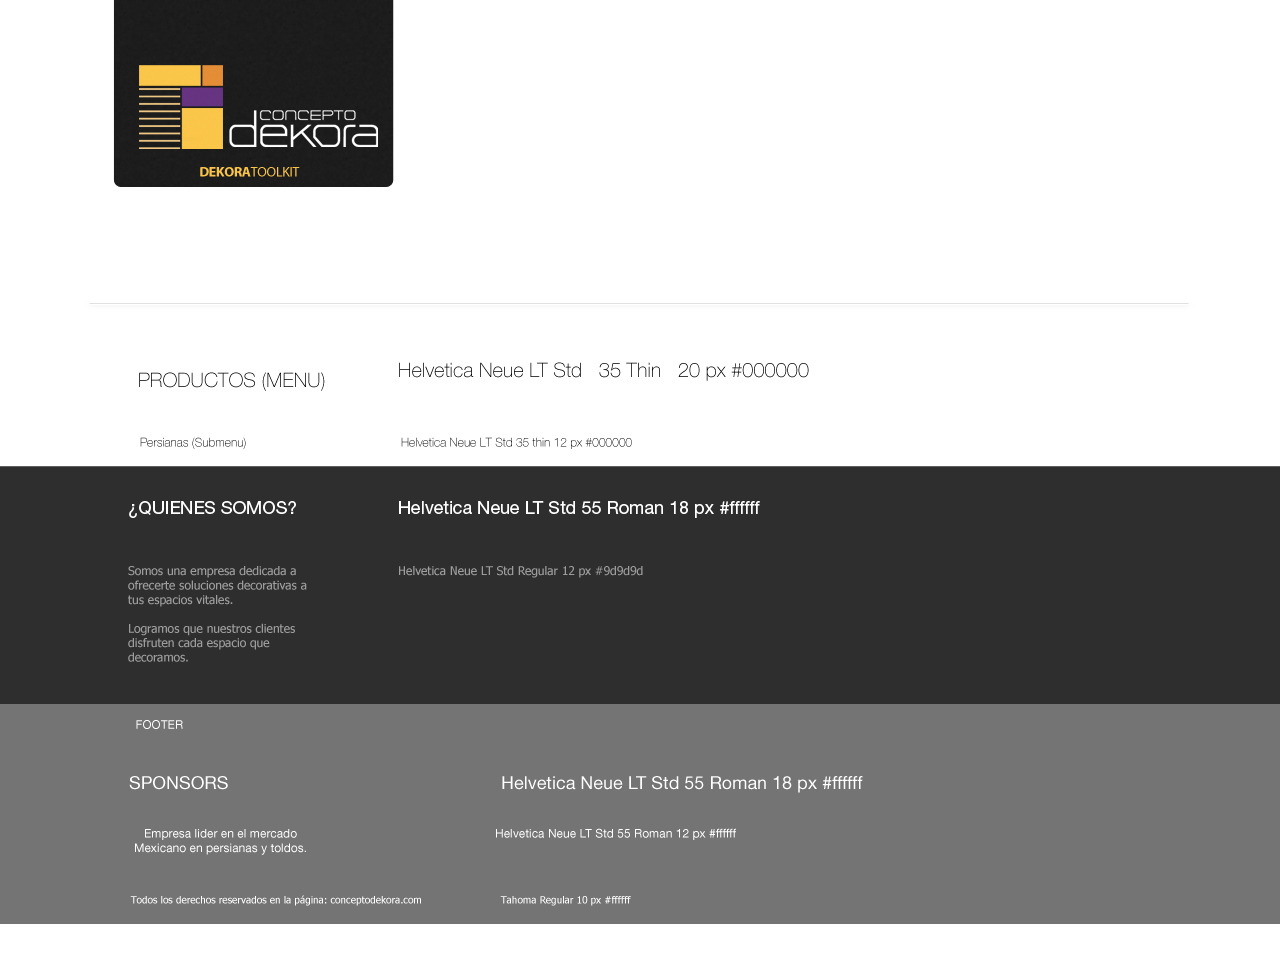 CONCEPTO
dekora
DEKORATOOLKIT
PRODUCTOS (MENU)
Helvetica Neue LT Std 35 Thin 20 px #000000
Persianas (Submenu)
Helvetica Neue LT Std 35 thin 12 px #000000
¿QUIENES SOMOS?
Helvetica Neue LT Std 55 Roman 18 px #ffffff
Somos una empresa dedicada a
ofrecerte soluciones decorativas a
tus espacios vitales.
Logramos que nuestros clientes
disfruten cada espacio que
decoramos.
Helvetica Neue LT Std Regular 12 px #9d9d9d
FOOTER
SPONSORS
Helvetica Neue LT Std 55 Roman 18 px #ffffff
Empresa lider en el mercado
Mexicano en persianas y toldos.
Helvetica Neue LT Std 55 Roman 12 px #ffffff
Todos los derechos reservados en la página: conceptodekora.com
Tahoma Regular 10 px #ffffff